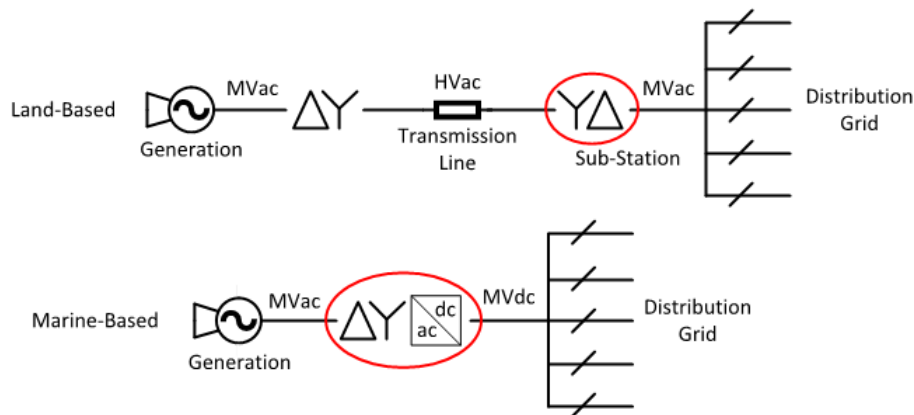 HVac
MVac
MVac
Land-Based
Distribution
Grid
Generation
Transmission
Line
Sub-Station
MVac
MVdc
dc
ac
Marine-Based
Distribution
Grid
Generation